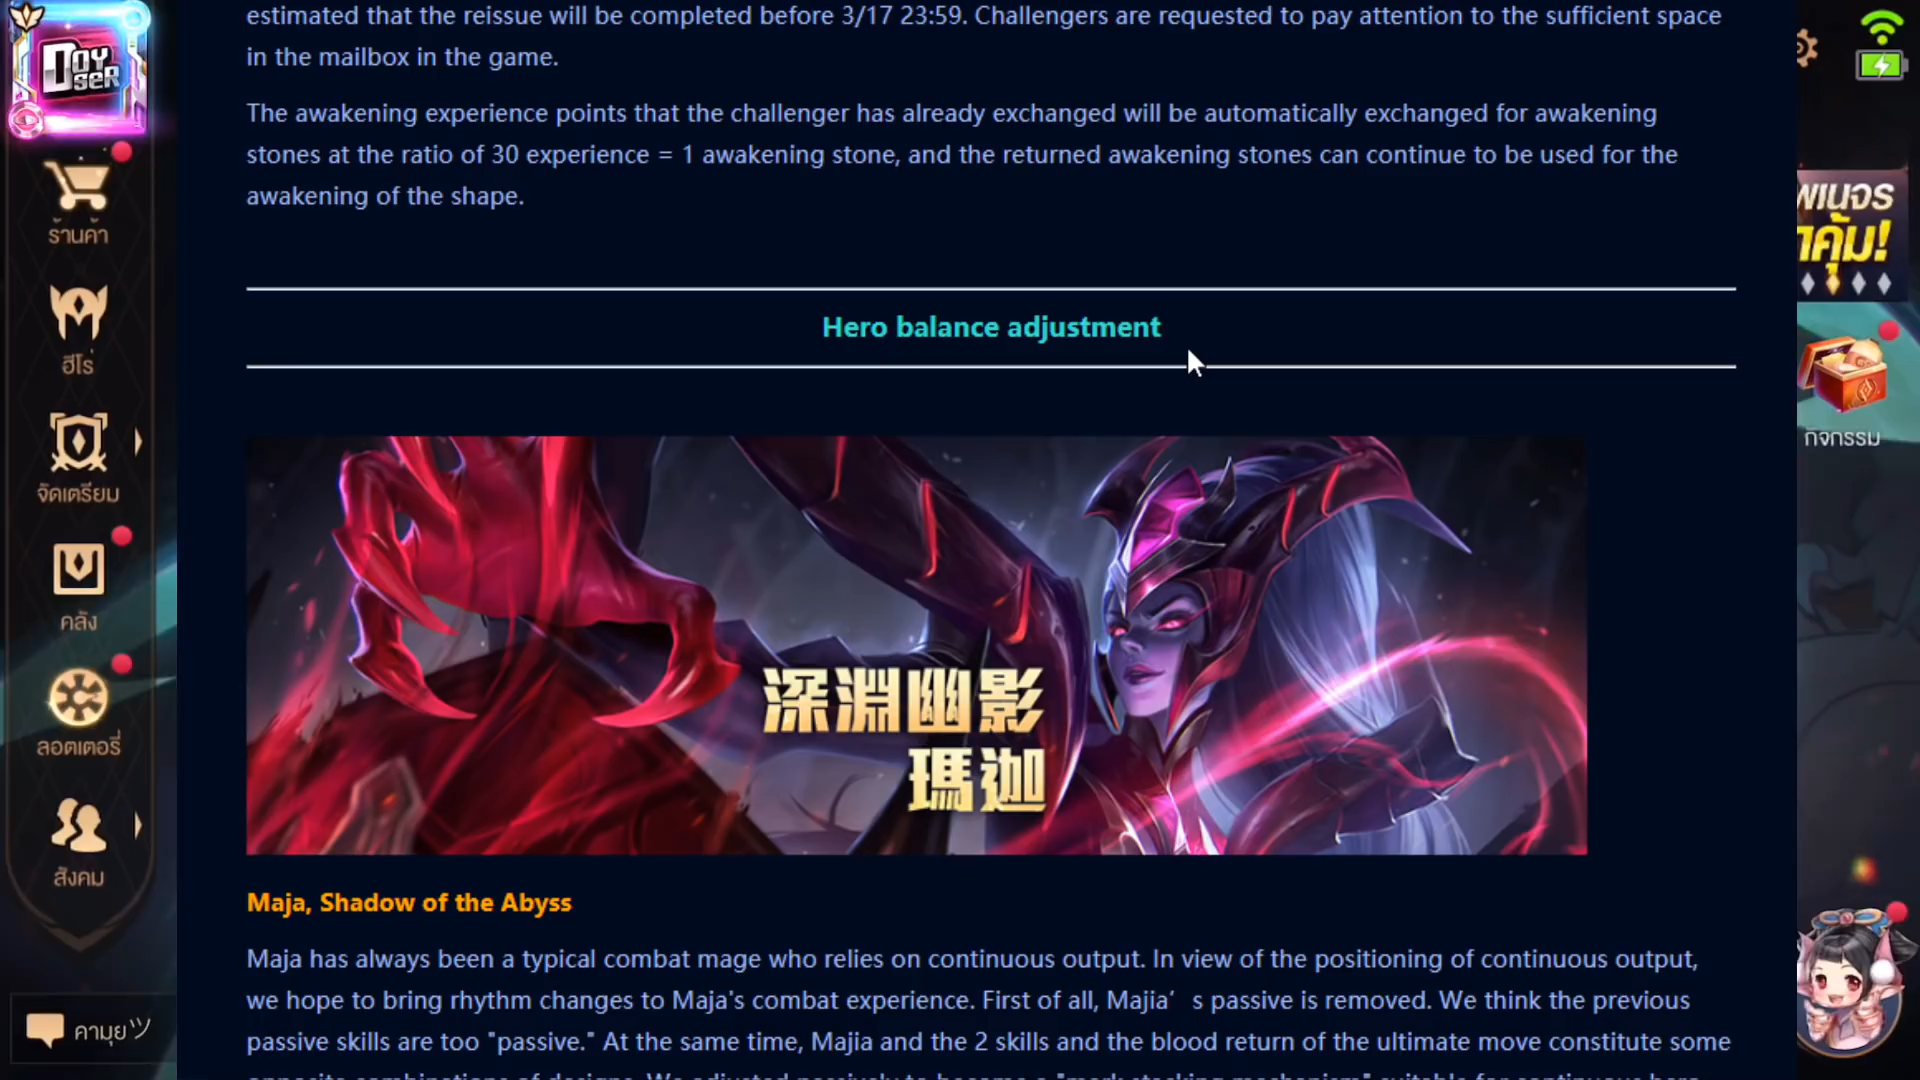 estimated that the reissue will be completed before 3/17 23:59. Challengers are requested to pay attention to the sufficient space
in the mailbox in the game.
The awakening experience points that the challenger has already exchanged will be automatically exchanged for awakening
stones at the ratio of 30 experience = 1 awakening stone, and the returned awakening stones can continue to be used for the
awakening of the shape.
Hero balance adjustment
深淵幽影
瑪迦
Maja, Shadow of the Abyss
Maja has always been a typical combat mage who relies on continuous output. In view of the positioning of continuous output,
we hope to bring rhythm changes to Maja's combat experience. First of all, Majia’ s passive is removed. We think the previous
passive skills are too "passive." At the same time, Majia and the 2 skills and the blood return of the ultimate move constitute some
DOY
SER
ร้านค้า
ฮีโร่
จัดเตรียม
คลัง
ลอตเตอรี่
สังคม
คามุยツ
คุ้ม!
กิจกรรม